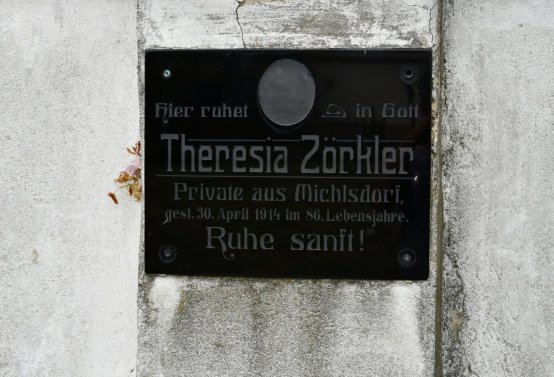 Hier ruhet in Gott
Theresia Zörkler
Private aus Michlsdorf,
gest. 30. April 1914 im 86. Lebensjahre.
Ruhe sanft!